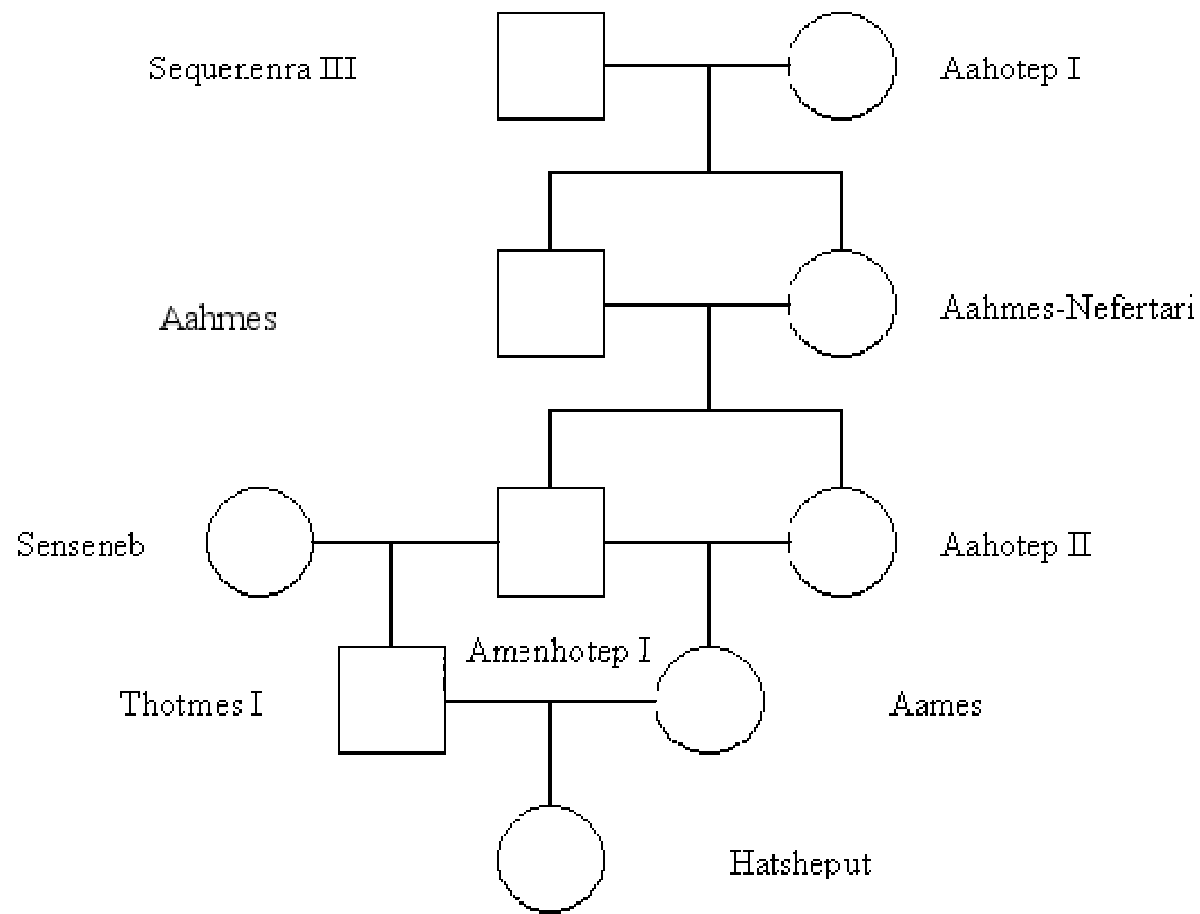 Sequenenra III
Aahotep I
Aahmes
Aahmes-Nefertari
Senseneb
Aahotep II
Amenhotep I
Thotmes I
Aames
Hatsheput